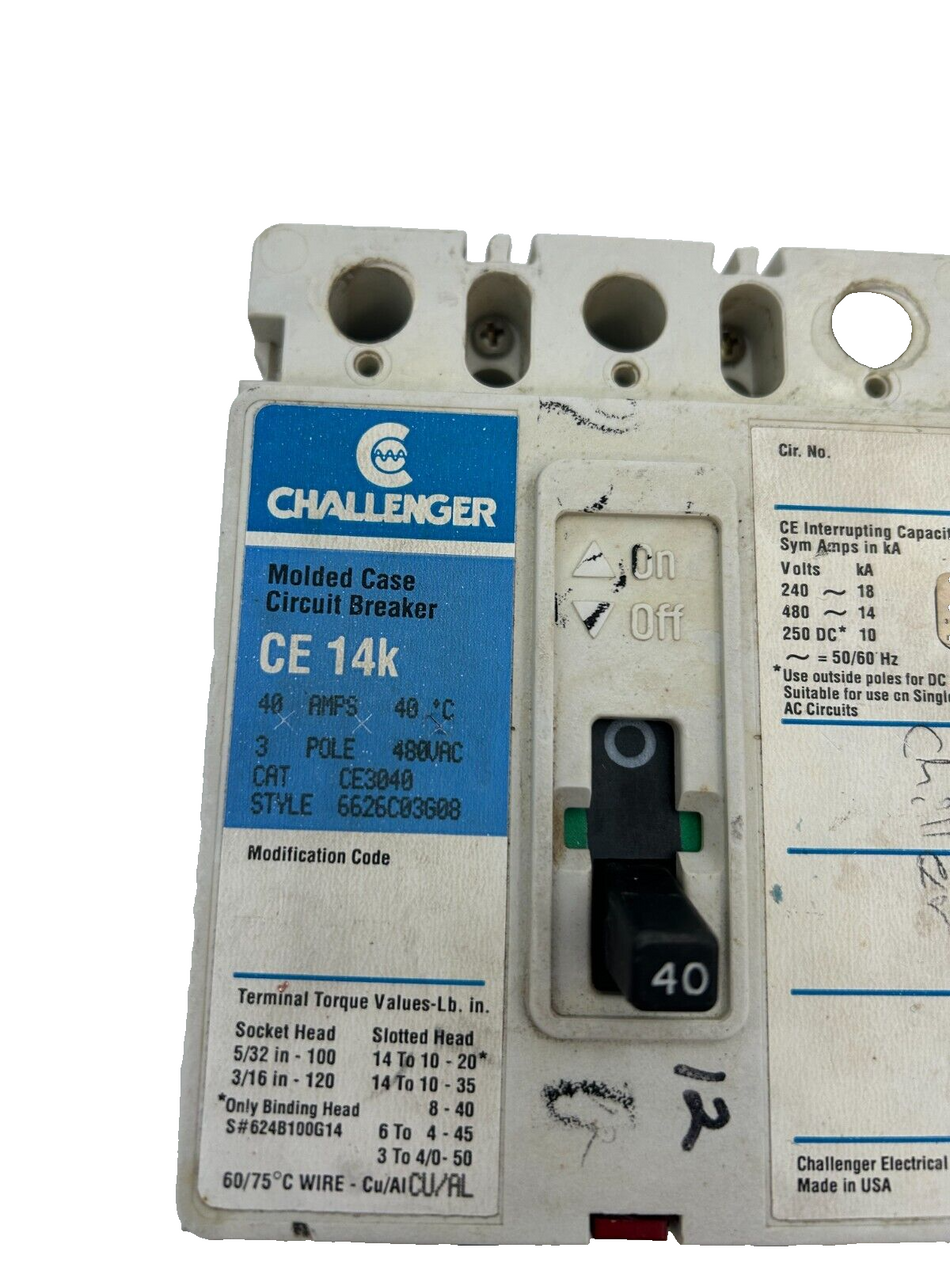 CHALLENGER
Molded Case
Circuit Breaker
CE 14k
40 AMPS 40 °C
3 POLE 480VAC
CAT CE3040
STYLE 6626C03G08
Modification Code
Terminal Torque Values-Lb. in.
Socket Head Slotted Head
5/32 in - 100 14 To 10 - 20*
3/16 in - 120 14 To 10 - 35
*Only Binding Head 8 - 40
S#624B100G14 6 To 4 - 45
3 To 4/0- 50
60/75°C WIRE - Cu/Al CU/AL
On
Off
O
40
12
Cir. No.
CE Interrupting Capacit
Sym Amps in kA
Volts kA
240 ~ 18
480 ~ 14
250 DC* 10
~ = 50/60 Hz
*Use outside poles for DC
Suitable for use on Singl
AC Circuits
Challenger Electrical
Made in USA